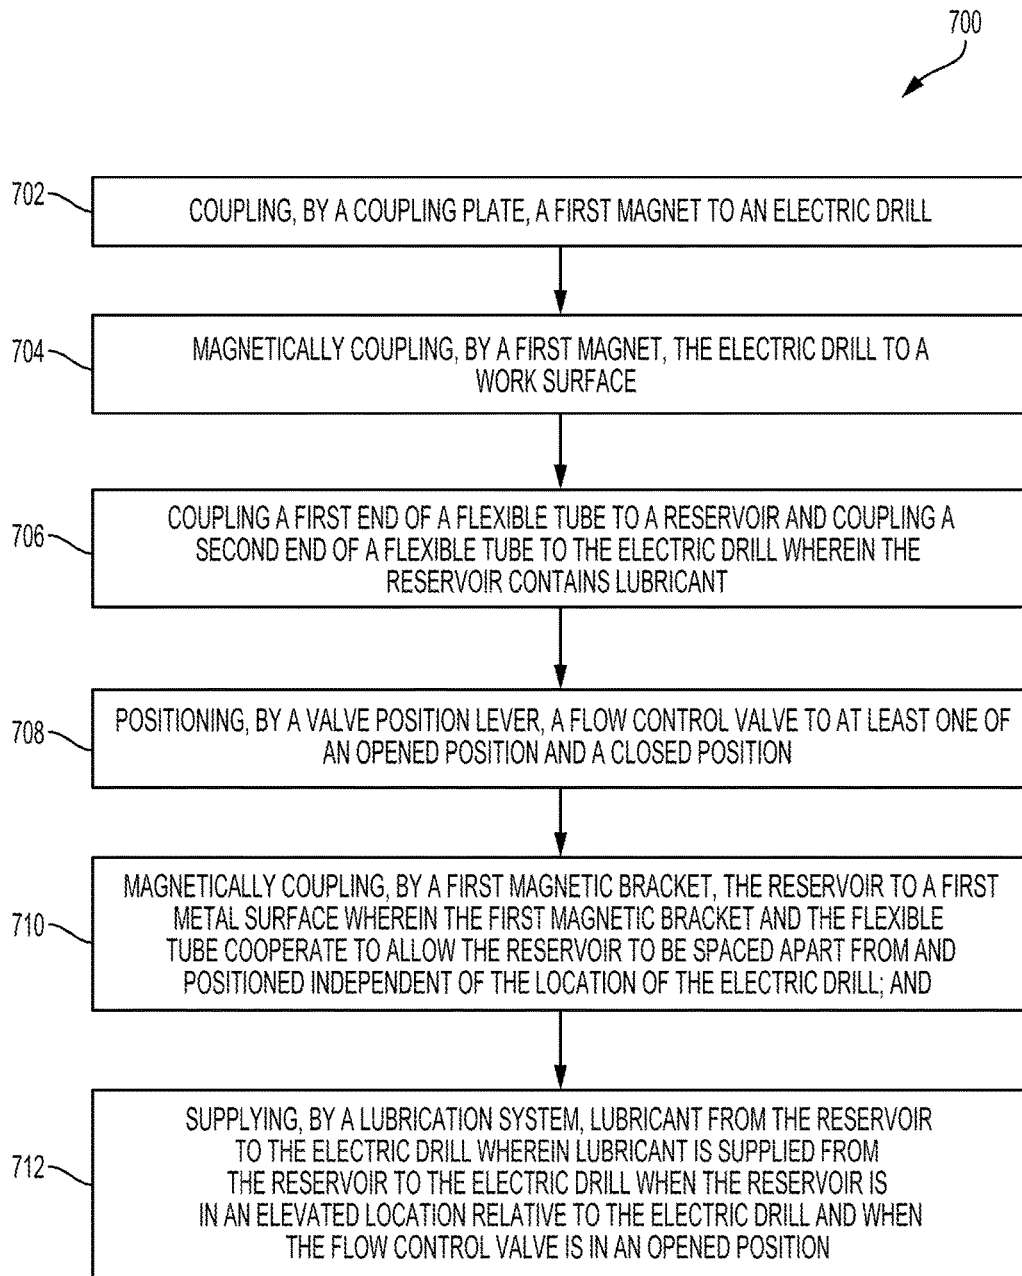 700
702
COUPLING, BY A COUPLING PLATE, A FIRST MAGNET TO AN ELECTRIC DRILL
704
MAGNETICALLY COUPLING, BY A FIRST MAGNET, THE ELECTRIC DRILL TO A
WORK SURFACE
706
COUPLING A FIRST END OF A FLEXIBLE TUBE TO A RESERVOIR AND COUPLING A
SECOND END OF A FLEXIBLE TUBE TO THE ELECTRIC DRILL WHEREIN THE
RESERVOIR CONTAINS LUBRICANT
708
POSITIONING, BY A VALVE POSITION LEVER, A FLOW CONTROL VALVE TO AT LEAST ONE OF
AN OPENED POSITION AND A CLOSED POSITION
710
MAGNETICALLY COUPLING, BY A FIRST MAGNETIC BRACKET, THE RESERVOIR TO A FIRST
METAL SURFACE WHEREIN THE FIRST MAGNETIC BRACKET AND THE FLEXIBLE
TUBE COOPERATE TO ALLOW THE RESERVOIR TO BE SPACED APART FROM AND
POSITIONED INDEPENDENT OF THE LOCATION OF THE ELECTRIC DRILL; AND
712
SUPPLYING, BY A LUBRICATION SYSTEM, LUBRICANT FROM THE RESERVOIR
TO THE ELECTRIC DRILL WHEREIN LUBRICANT IS SUPPLIED FROM
THE RESERVOIR TO THE ELECTRIC DRILL WHEN THE RESERVOIR IS
IN AN ELEVATED LOCATION RELATIVE TO THE ELECTRIC DRILL AND WHEN
THE FLOW CONTROL VALVE IS IN AN OPENED POSITION